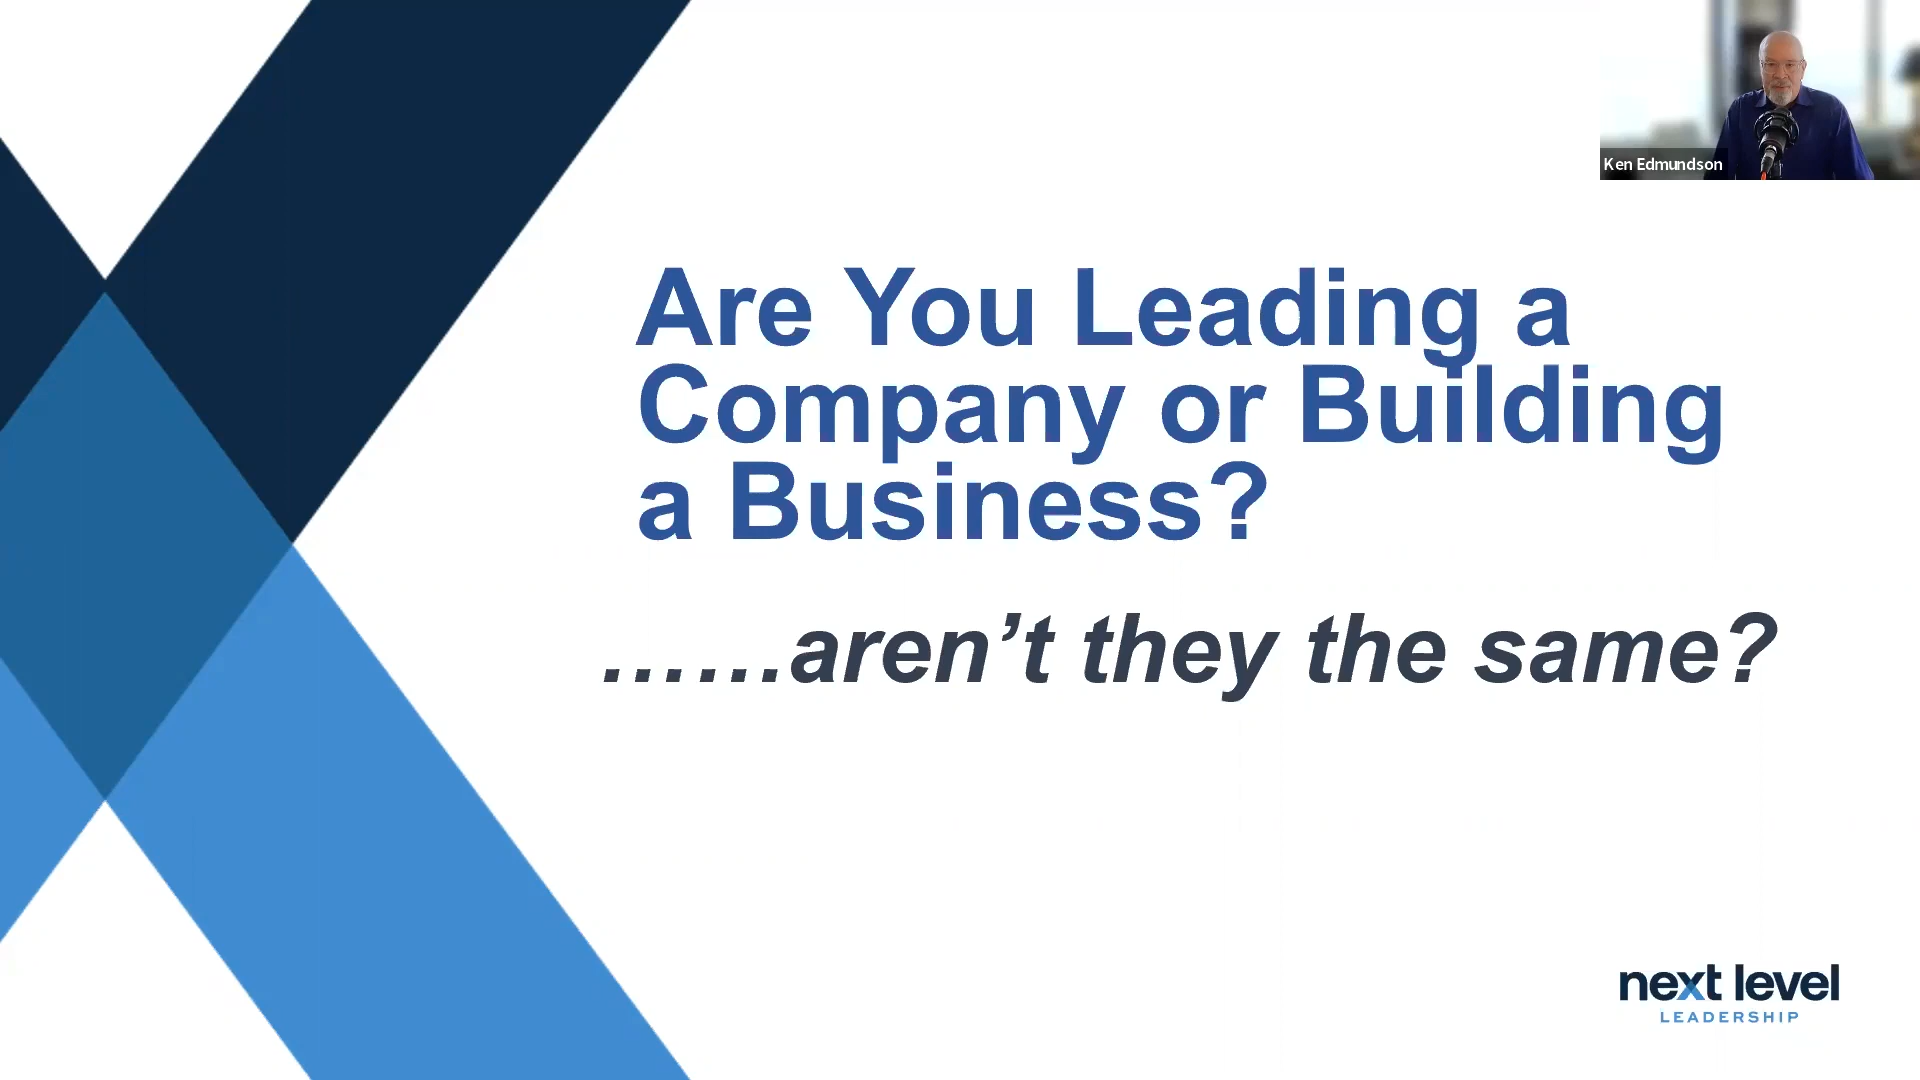 Ken Edmundson
Are You Leading a
Company or Building
a Business?
......aren’t they the same?
next level
LEADERSHIP